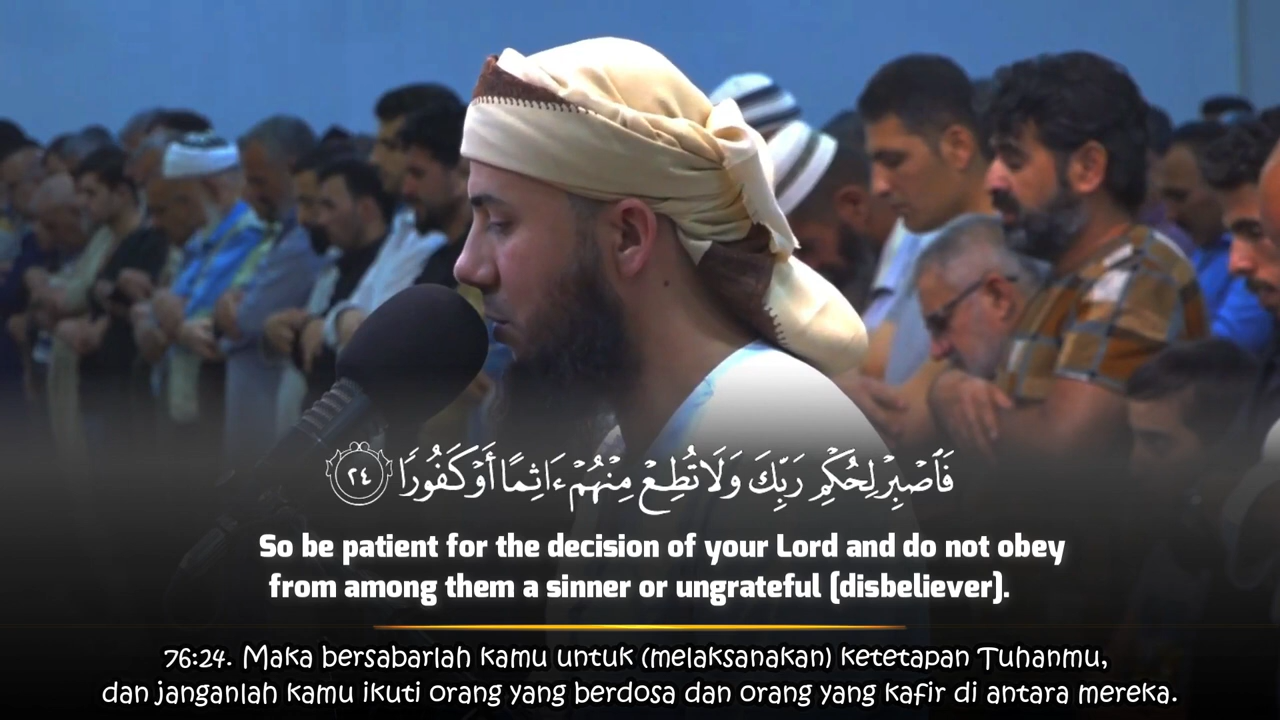 فَٱصۡبِرۡ لِحُكۡمِ رَبِّكَ وَلَا تُطِعۡ مِنۡهُمۡ ءَاثِمًا أَوۡ كَفُورٗا ٢٤
So be patient for the decision of your Lord and do not obey
from among them a sinner or ungrateful (disbeliever).
76:24. Maka bersabarlah kamu untuk (melaksanakan) ketetapan Tuhanmu,
dan janganlah kamu ikuti orang yang berdosa dan orang yang kafir di antara mereka.